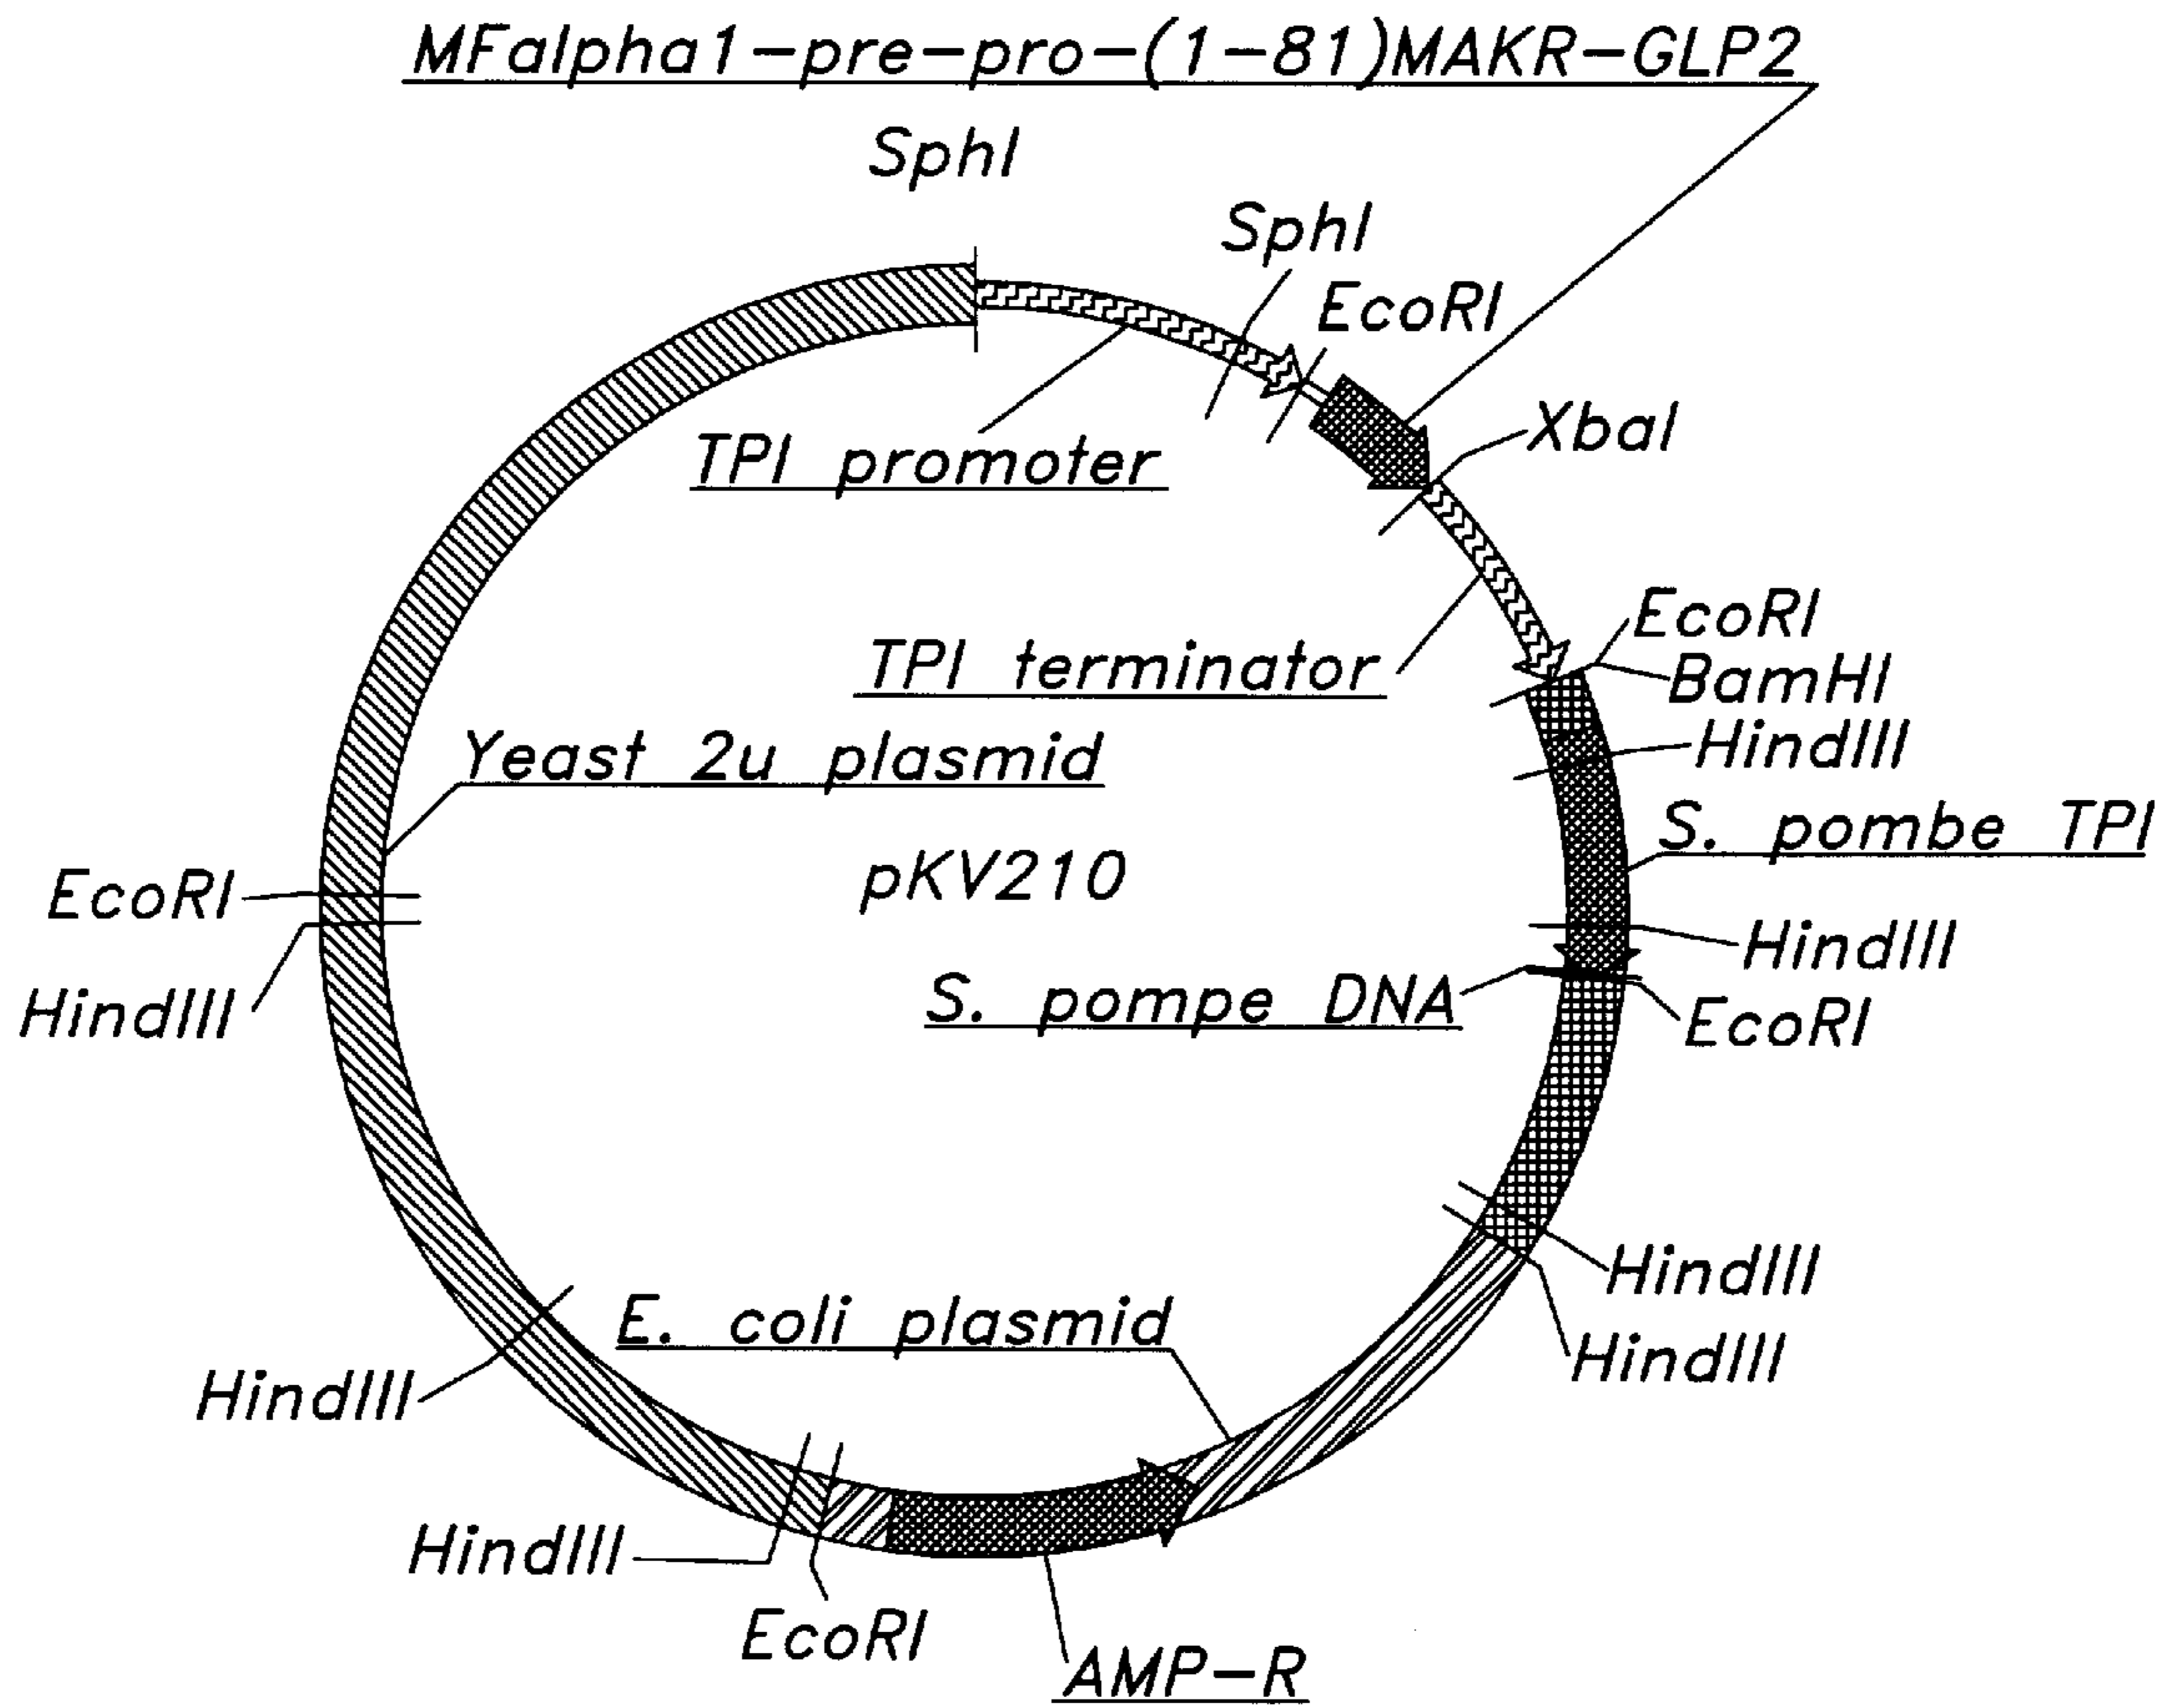 MFalpha1-pre-pro-(1-81)MAKR-GLP2
SphI
SphI
EcoRI
XbaI
TPI promoter
EcoRI
TPI terminator
BamHI
HindIII
Yeast 2u plasmid
S. pombe TPI
EcoRI
pKV210
HindIII
HindIII
S. pompe DNA
EcoRI
HindIII
E. coli plasmid
HindIII
HindIII
HindIII
EcoRI
AMP-R